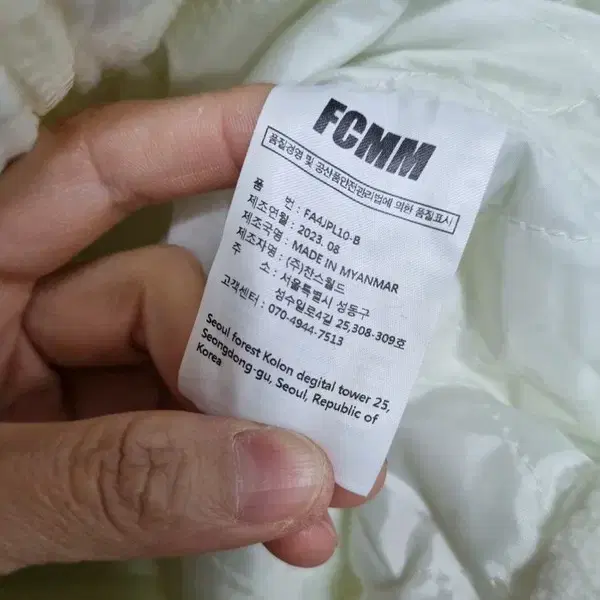 FCMM
품질경영 및 공산품안전관리법에 의한 품질표시
품 번 : FA4JPL10-B
제조연월 : 2023. 08
제조국명 : MADE IN MYANMAR
제조자명 : (주)찬스월드
주 소 : 서울특별시 성동구
성수일로4길 25,308-309호
고객센터 : 070-4944-7513
Seoul forest Kolon degital tower 25,
Seongdong-gu, Seoul, Republic of
Korea